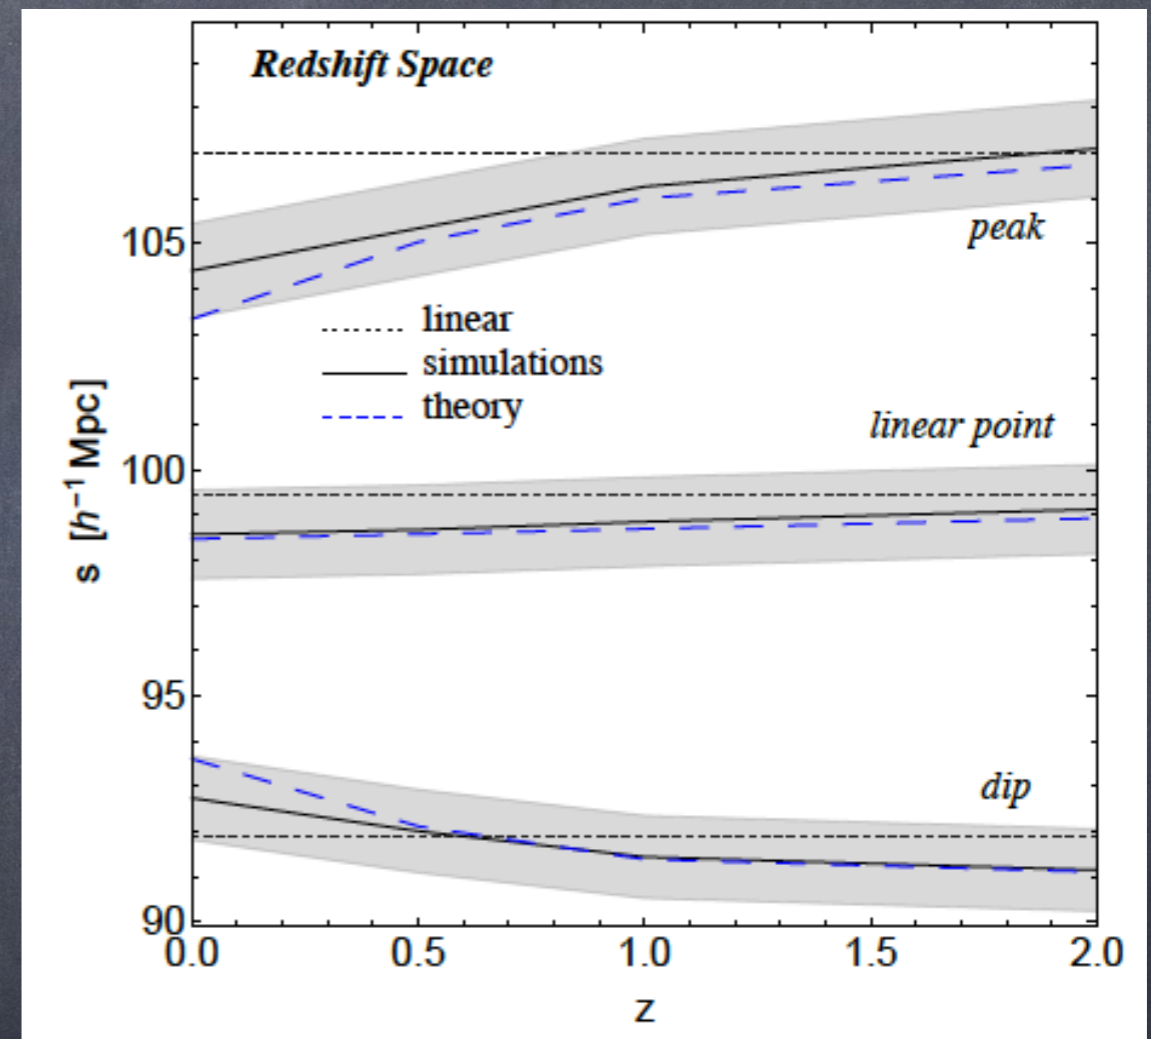 Redshift Space
105
peak
linear
simulations
theory
linear point
100
s [h⁻¹ Mpc]
95
dip
90
0.0 0.5 1.0 1.5 2.0
z